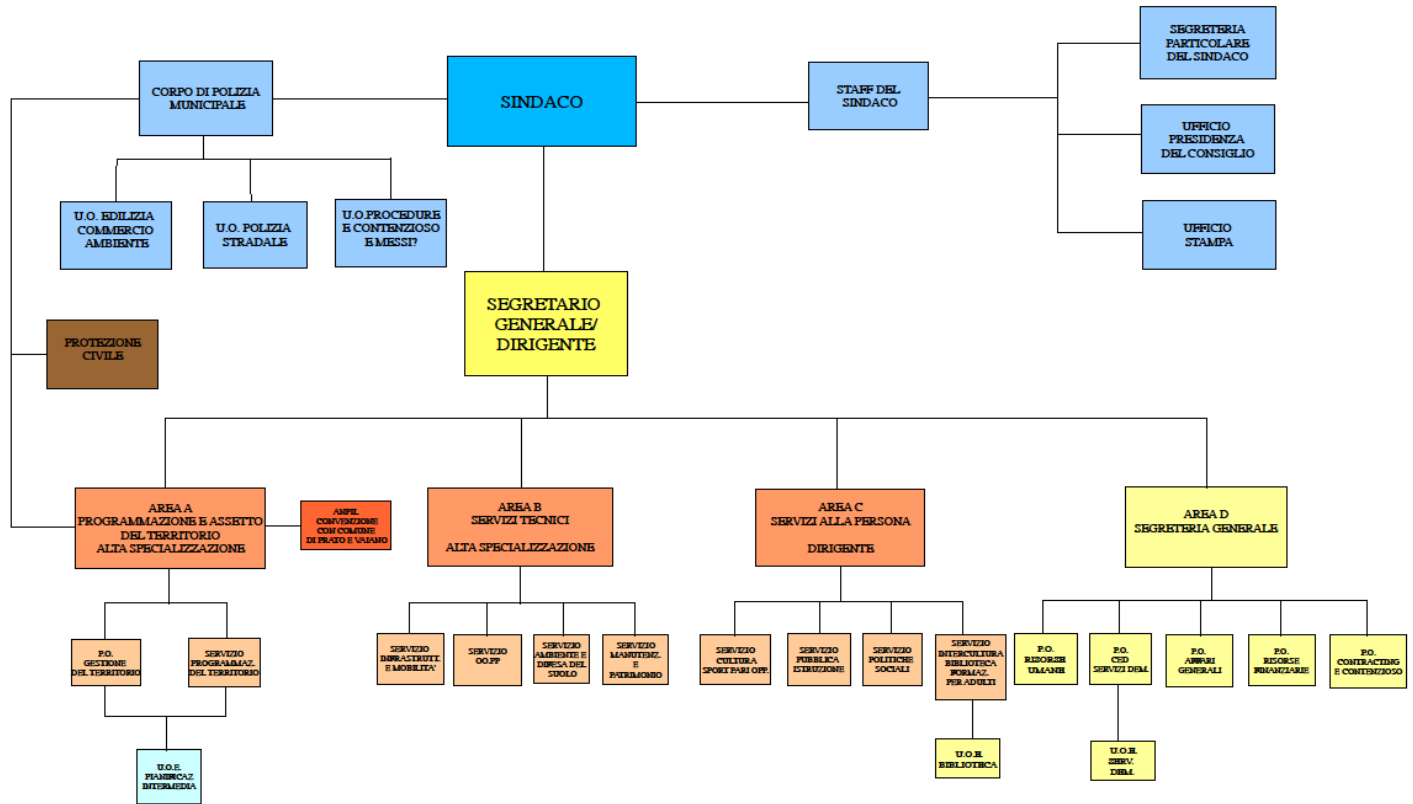 SEGRETERIA
PARTICOLARE
DEL SINDACO
CORPO DI POLIZIA
MUNICIPALE
SINDACO
STAFF DEL
SINDACO
UFFICIO
PRESIDENZA
DEL CONSIGLIO
UFFICIO
STAMPA
U.O. EDILIZIA
COMMERCIO
AMBIENTE
U.O. POLIZIA
STRADALE
U.O.PROCEDURE
E CONTENZIOSO
E MESSI?
SEGRETARIO
GENERALE/
DIRIGENTE
PROTEZIONE
CIVILE
AREA A
PROGRAMMAZIONE E ASSETTO
DEL TERRITORIO
ALTA SPECIALIZZAZIONE
ANPIL
CONVENZIONE
CON COMUNE
DI PRATO E VAIANO
AREA B
SERVIZI TECNICI
ALTA SPECIALIZZAZIONE
AREA C
SERVIZI ALLA PERSONA
DIRIGENTE
AREA D
SEGRETERIA GENERALE
P.O.
GESTIONE
DEL TERRITORIO
SERVIZIO
PROGRAMMAZ.
DEL TERRITORIO
SERVIZIO
INFRASTRUTT.
E MOBILITA'
SERVIZIO
OO.PP
SERVIZIO
AMBIENTE E
DIFESA DEL
SUOLO
SERVIZIO
MANUTENZ.
E
PATRIMONIO
SERVIZIO
CULTURA
SPORT PARI OPP.
SERVIZIO
PUBBLICA
ISTRUZIONE
SERVIZIO
POLITICHE
SOCIALI
SERVIZIO
INTERCULTURA
BIBLIOTECA
FORMAZ.
PER ADULTI
P.O.
RISORSE
UMANE
P.O.
CED
SERVIZI DEM.
P.O.
AFFARI
GENERALI
P.O.
RISORSE
FINANZIARIE
P.O.
CONTRACTING
E CONTENZIOSO
U.O.E.
PIANIFICAZ.
INTERMEDIA
U.O.E.
BIBLIOTECA
U.O.E.
SERV.
DEM.